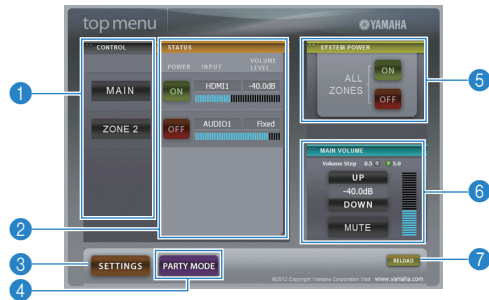 top menu
YAMAHA
CONTROL
STATUS
SYSTEM POWER
POWER INPUT VOLUME LEVEL
MAIN
ON HDMI1 -40.0dB
ZONE 2
OFF AUDIO1 Fixed
ALL ZONES
ON
OFF
MAIN VOLUME
Volume Step 0.5 5.0
UP
-40.0dB
DOWN
MUTE
SETTINGS
PARTY MODE
RELOAD
©2012 Copyright Yamaha Corporation Visit www.yamaha.com
1
2
3
4
5
6
7